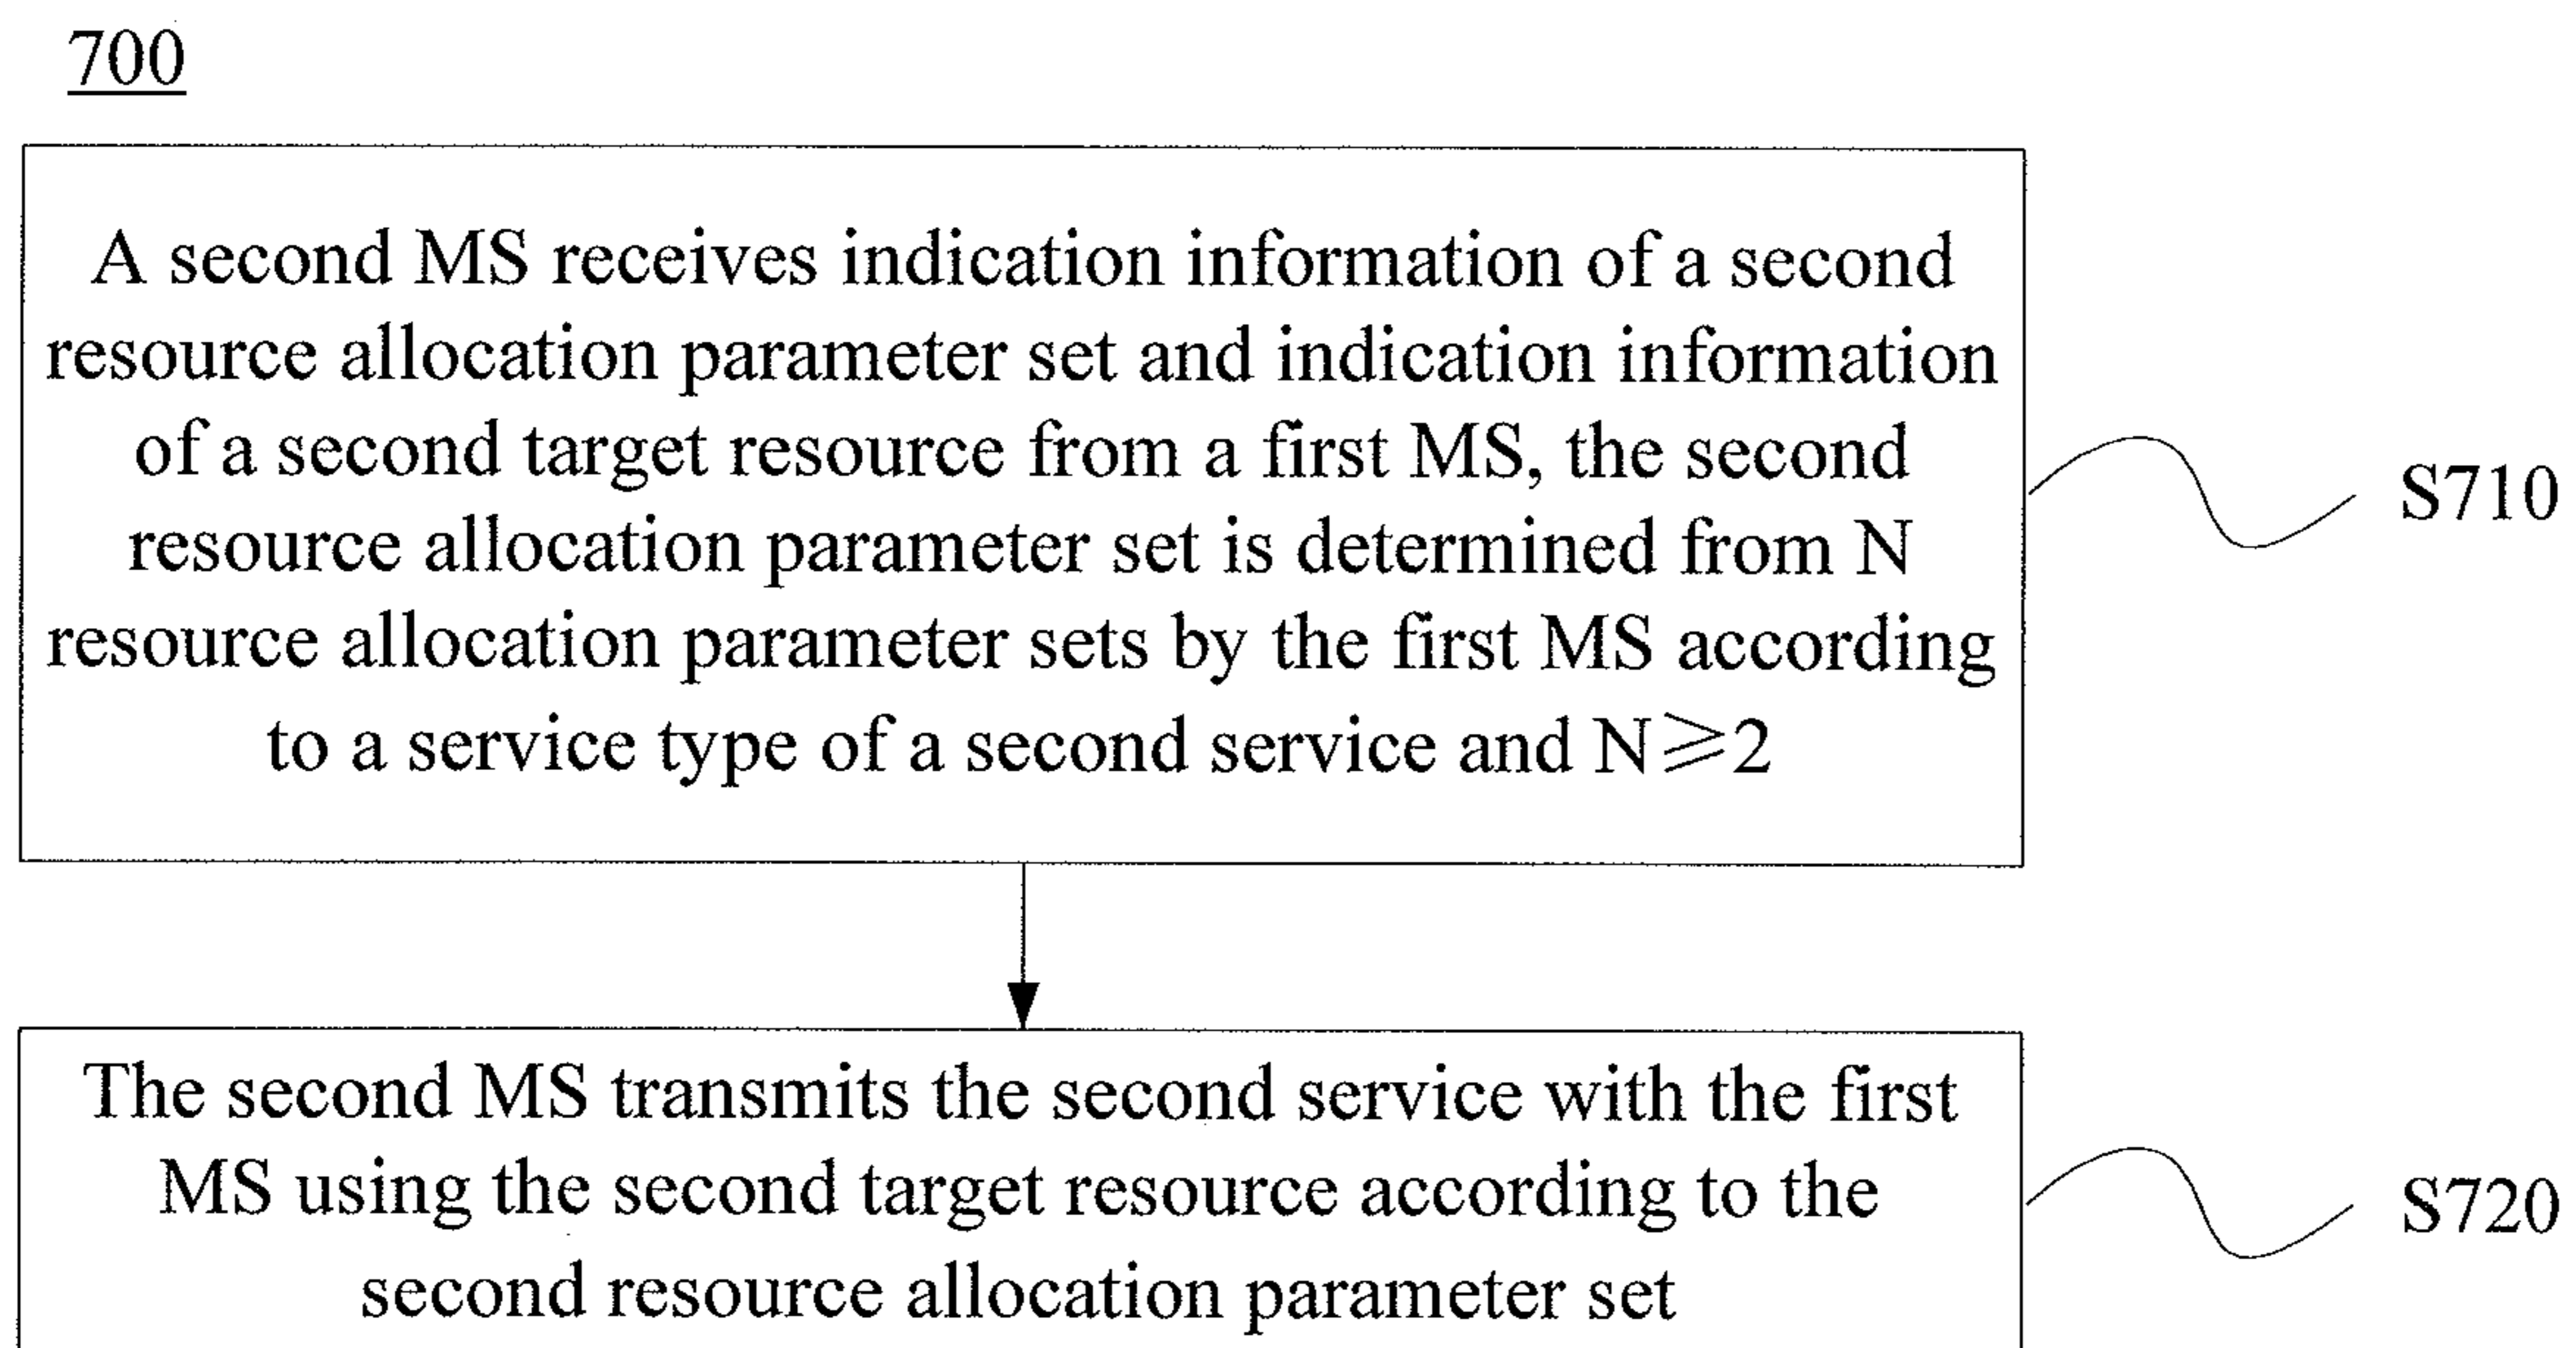 700
A second MS receives indication information of a second
resource allocation parameter set and indication information
of a second target resource from a first MS, the second
resource allocation parameter set is determined from N
resource allocation parameter sets by the first MS according
to a service type of a second service and N⩾2
S710
The second MS transmits the second service with the first
MS using the second target resource according to the
second resource allocation parameter set
S720